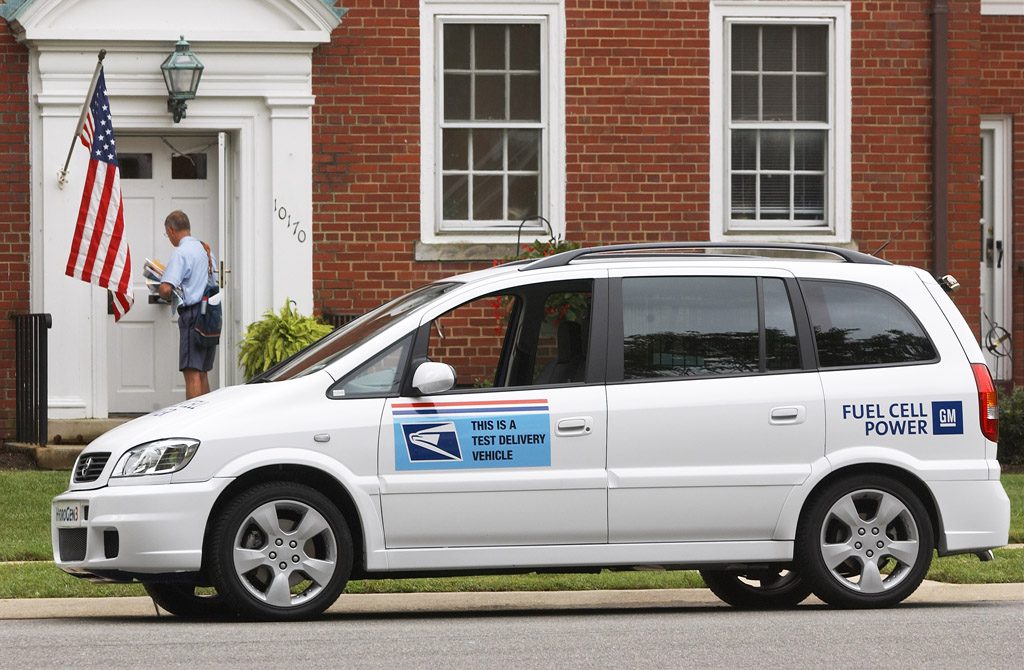 10170
THIS IS A
TEST DELIVERY
VEHICLE
FUEL CELL
POWER
GM
HydroGen3